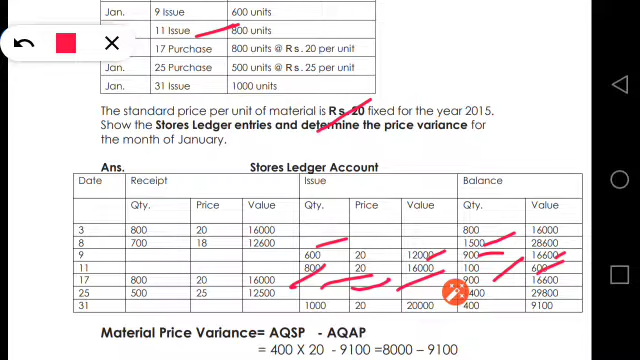 Jan. 9 Issue 600 units
Jan. 11 Issue 800 units
Jan. 17 Purchase 800 units @ Rs. 20 per unit
Jan. 25 Purchase 500 units @ Rs. 25 per unit
Jan. 31 Issue 1000 units
The standard price per unit of material is Rs. 20 fixed for the year 2015.
Show the Stores Ledger entries and determine the price variance for
the month of January.
Ans. Stores Ledger Account
Date Receipt Issue Balance
Qty. Price Value Qty. Price Value Qty. Value
3 800 20 16000 800 16000
8 700 18 12600 1500 28600
9 600 20 12000 900 16600
11 800 20 16000 100 600
17 800 20 16000 900 16600
25 500 25 12500 1400 29800
31 1000 20 20000 400 9100
Material Price Variance= AQSP - AQAP
= 400 X 20 - 9100 =8000 – 9100